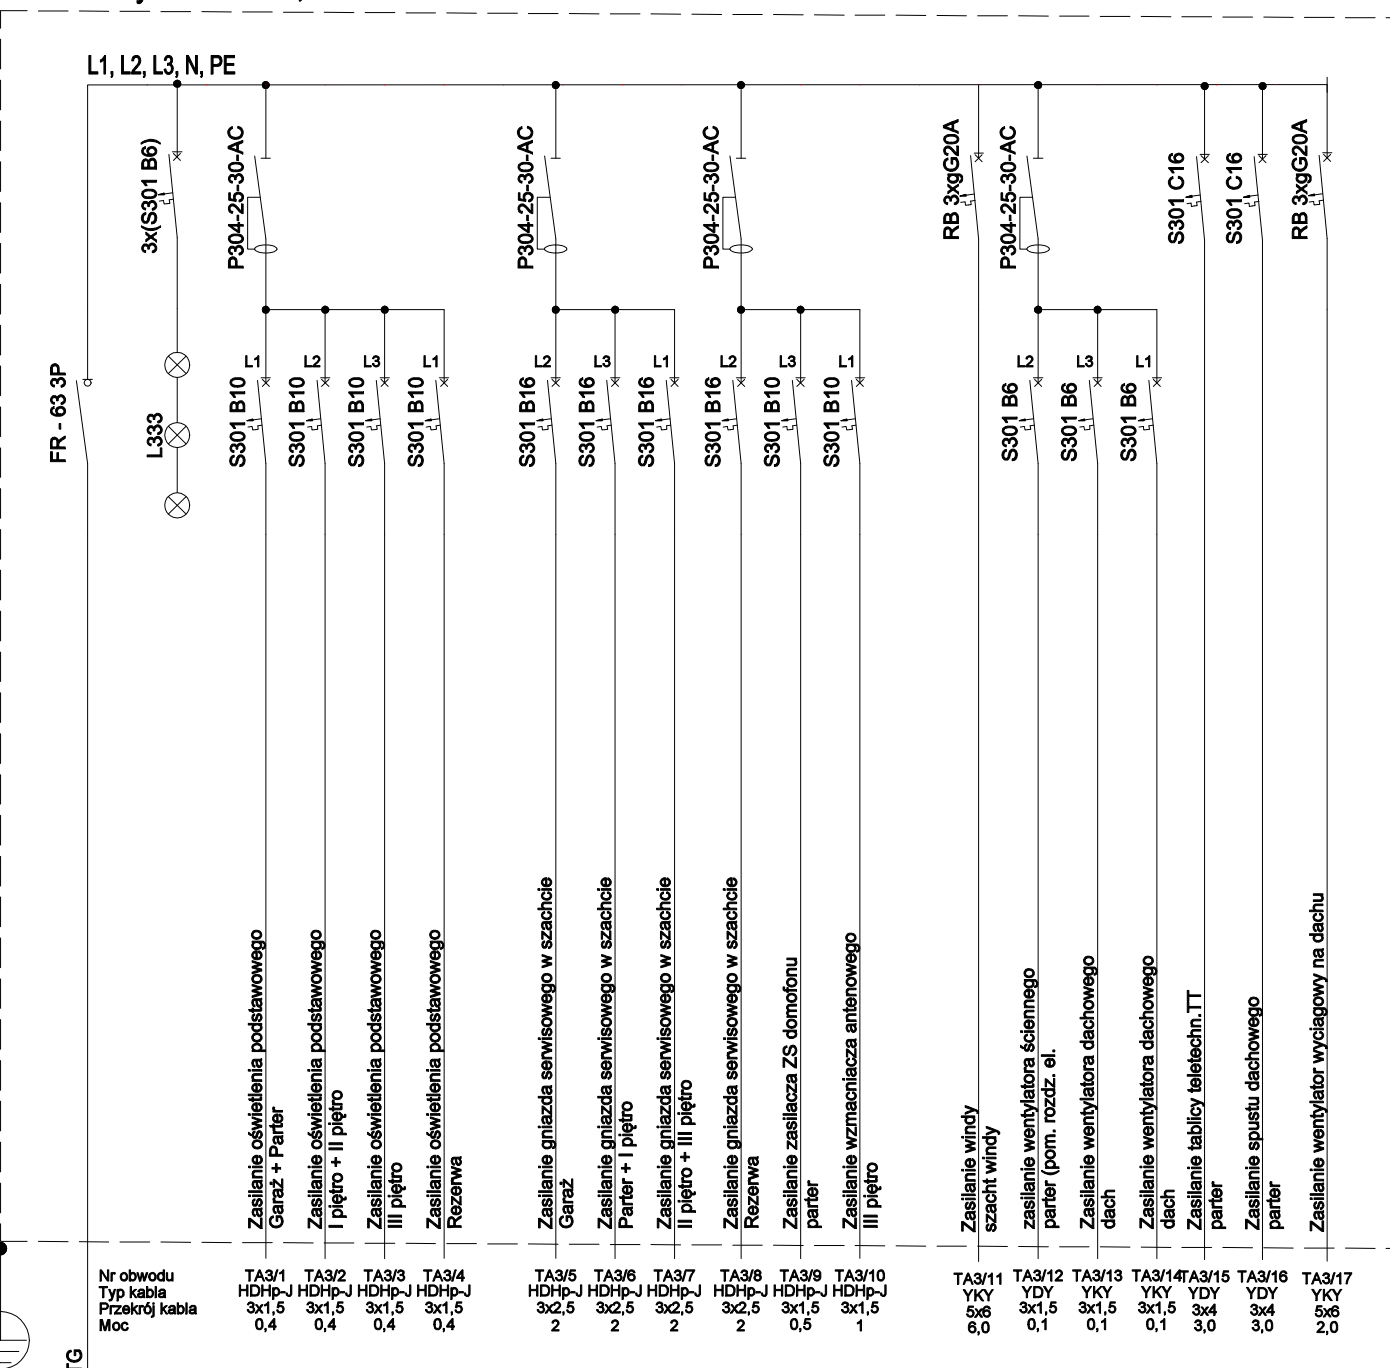 L1, L2, L3, N, PE
FR - 63 3P
3x(S301 B6)
L333
P304-25-30-AC
P304-25-30-AC
P304-25-30-AC
RB 3xgG20A
P304-25-30-AC
S301 C16
S301 C16
RB 3xgG20A
L1
L2
L3
L1
L2
L3
L1
L2
L3
L1
L2
L3
L1
S301 B10
S301 B10
S301 B10
S301 B10
S301 B16
S301 B16
S301 B16
S301 B16
S301 B10
S301 B10
S301 B6
S301 B6
S301 B6
Zasilanie oświetlenia podstawowego
Garaż + Parter
Zasilanie oświetlenia podstawowego
I piętro + II piętro
Zasilanie oświetlenia podstawowego
III piętro
Zasilanie oświetlenia podstawowego
Rezerwa
Zasilanie gniazda serwisowego w szachcie
Garaż
Zasilanie gniazda serwisowego w szachcie
Parter + I piętro
Zasilanie gniazda serwisowego w szachcie
II piętro + III piętro
Zasilanie gniazda serwisowego w szachcie
Rezerwa
Zasilanie zasilacza ZS domofonu
parter
Zasilanie wzmacniacza antenowego
III piętro
Zasilanie windy
szacht windy
zasilanie wentylatora ściennego
parter (pom. rozdz. el.
Zasilanie wentylatora dachowego
dach
Zasilanie wentylatora dachowego
dach
Zasilanie tablicy teletechn.TT
parter
Zasilanie spustu dachowego
parter
Zasilanie wentylator wyciągowy na dachu
Nr obwodu TA3/1 TA3/2 TA3/3 TA3/4 TA3/5 TA3/6 TA3/7 TA3/8 TA3/9 TA3/10 TA3/11 TA3/12 TA3/13 TA3/14 TA3/15 TA3/16 TA3/17
Typ kabla HDHp-J HDHp-J HDHp-J HDHp-J HDHp-J HDHp-J HDHp-J HDHp-J HDHp-J HDHp-J YKY YDY YKY YKY YDY YDY YKY
Przekrój kabla 3x1,5 3x1,5 3x1,5 3x1,5 3x2,5 3x2,5 3x2,5 3x2,5 3x1,5 3x1,5 5x6 3x1,5 3x1,5 3x1,5 3x4 3x4 5x6
Moc 0,4 0,4 0,4 0,4 2 2 2 2 0,5 1 6,0 0,1 0,1 0,1 3,0 3,0 2,0